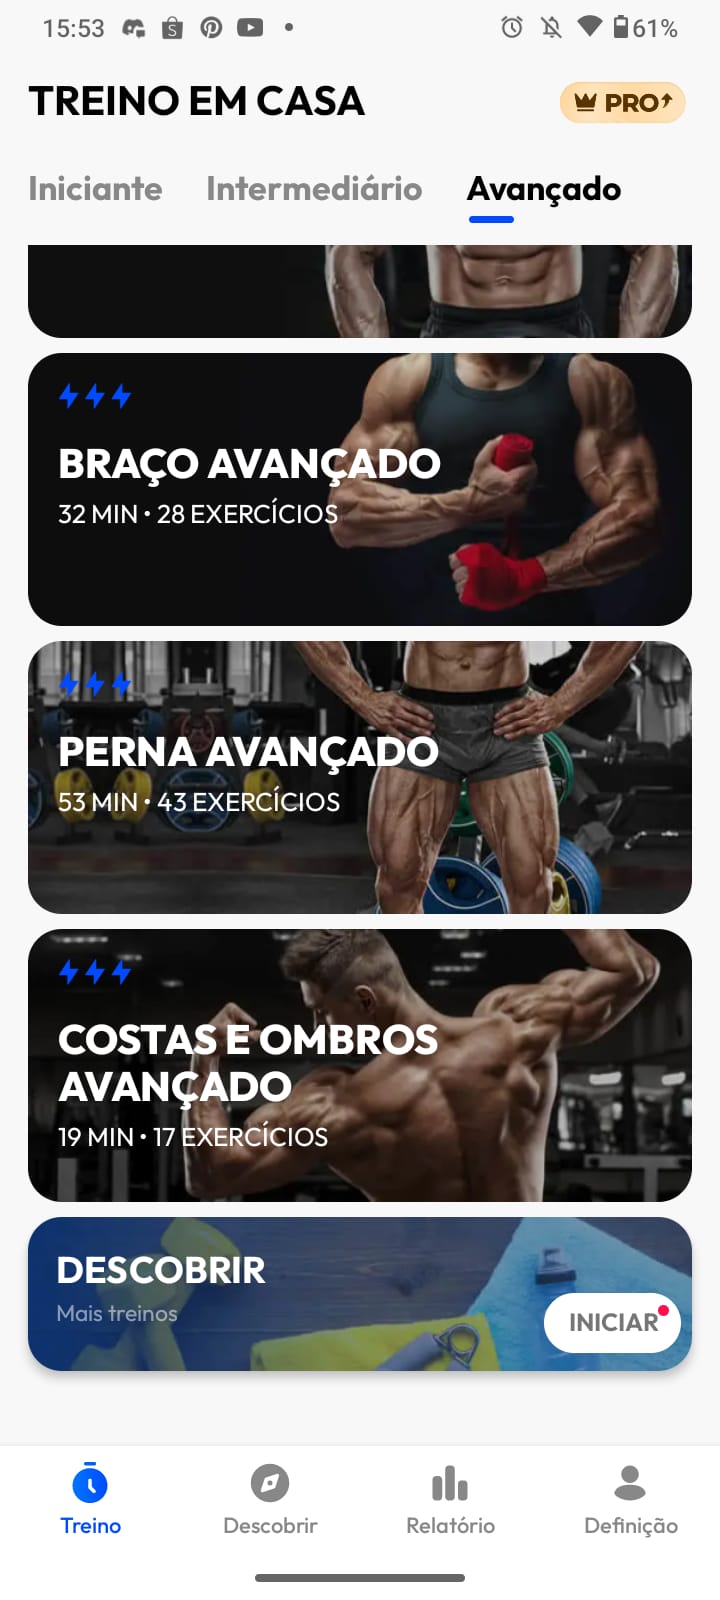 15:53
61%
TREINO EM CASA
PRO
Iniciante Intermediário Avançado
BRAÇO AVANÇADO
32 MIN • 28 EXERCÍCIOS
PERNA AVANÇADO
53 MIN • 43 EXERCÍCIOS
COSTAS E OMBROS
AVANÇADO
19 MIN • 17 EXERCÍCIOS
DESCOBRIR
Mais treinos
INICIAR
Treino Descobrir Relatório Definição